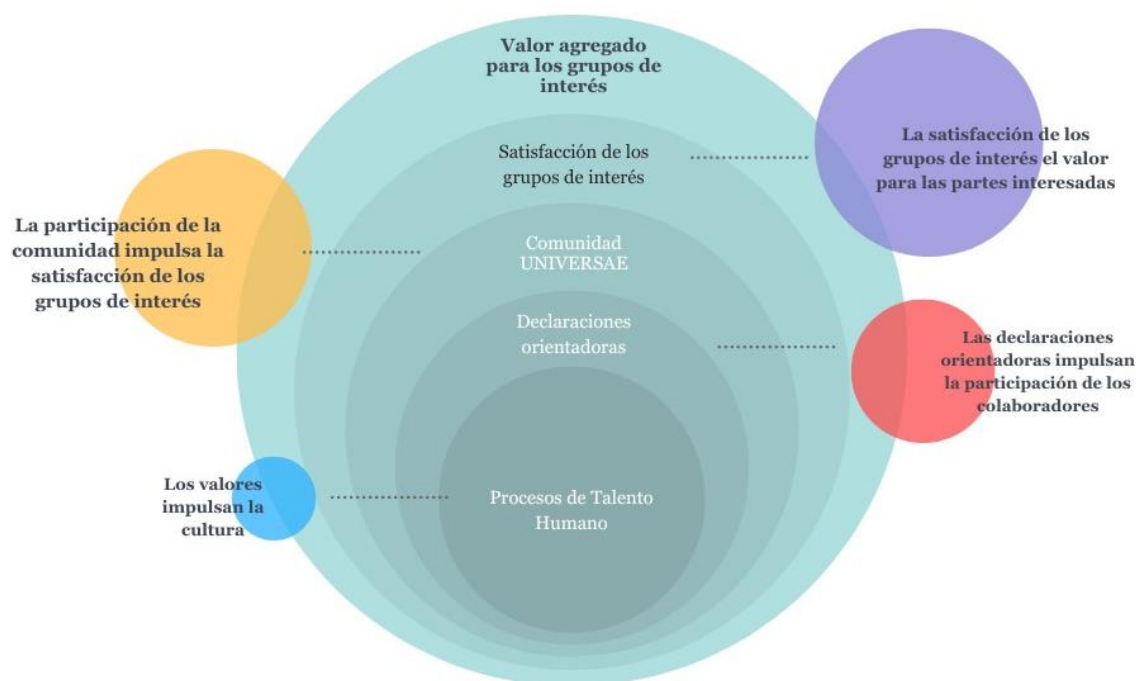 Valor agregado
para los grupos de
interés
Satisfacción de los
grupos de interés
La satisfacción de los
grupos de interés el valor
para las partes interesadas
La participación de la
comunidad impulsa la
satisfacción de los
grupos de interés
Comunidad
UNIVERSAE
Declaraciones
orientadoras
Las declaraciones
orientadoras impulsan
la participación de los
colaboradores
Los valores
impulsan la
cultura
Procesos de Talento
Humano